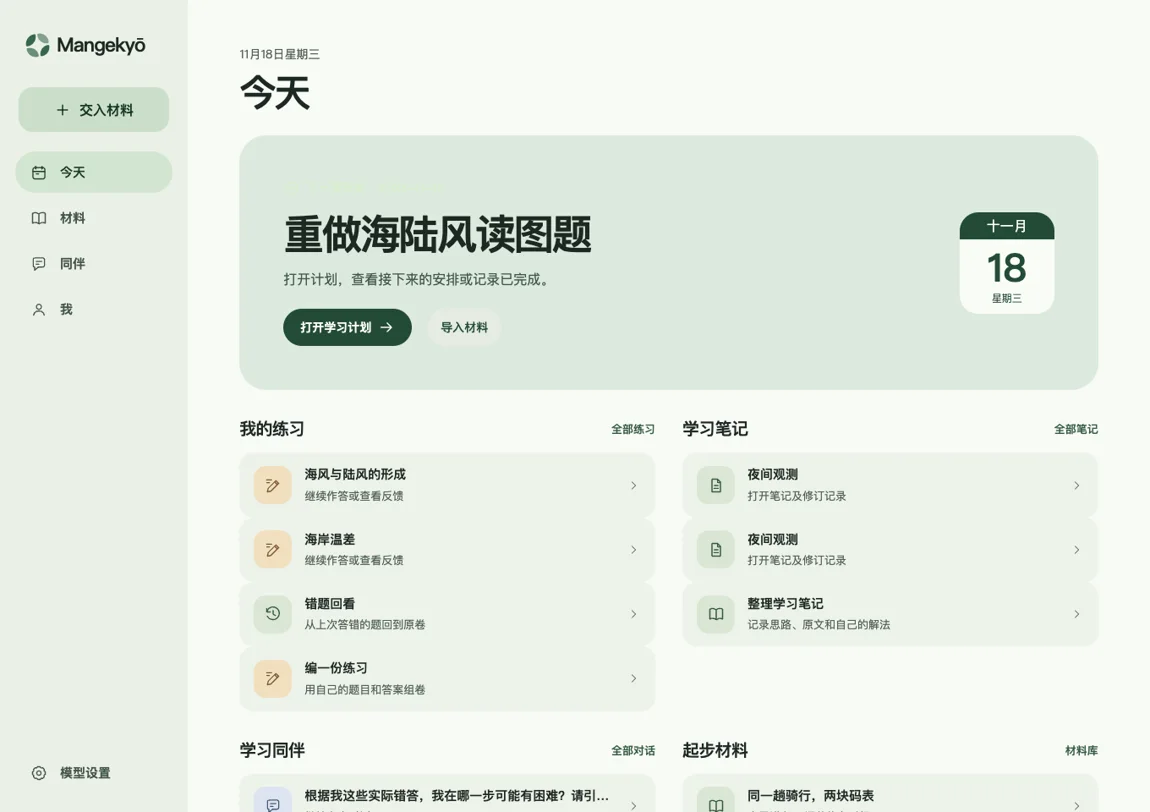 Mangekyō
交入材料
今天
材料
同伴
我
模型设置
11月18日星期三
今天
重做海陆风读图题
打开计划，查看接下来的安排或记录已完成。
打开学习计划
导入材料
十一月
18
星期三
我的练习
全部练习
海风与陆风的形成
继续作答或查看反馈
海岸温差
继续作答或查看反馈
错题回看
从上次答错的题回到原卷
编一份练习
用自己的题目和答案组卷
学习笔记
全部笔记
夜间观测
打开笔记及修订记录
夜间观测
打开笔记及修订记录
整理学习笔记
记录思路、原文和自己的解法
学习同伴
全部对话
根据我这些实际错答，我在哪一步可能有困难？请引...
起步材料
材料库
同一趟骑行，两块码表